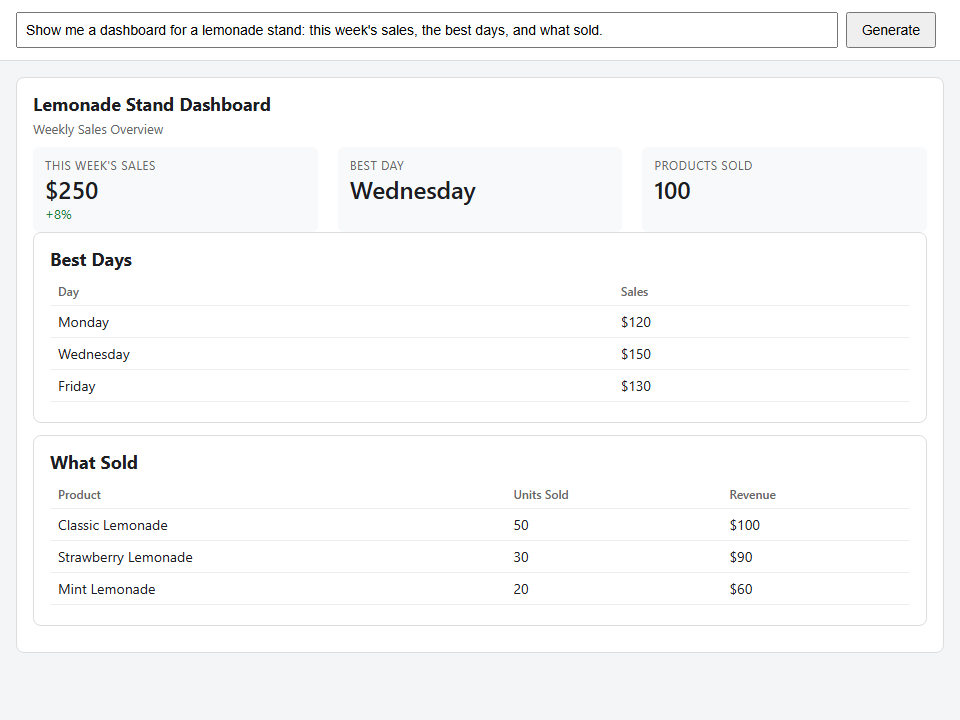 Show me a dashboard for a lemonade stand: this week's sales, the best days, and what sold.
Generate
Lemonade Stand Dashboard
Weekly Sales Overview
THIS WEEK'S SALES
$250
+8%
BEST DAY
Wednesday
PRODUCTS SOLD
100
Best Days
Day Sales
Monday $120
Wednesday $150
Friday $130
What Sold
Product Units Sold Revenue
Classic Lemonade 50 $100
Strawberry Lemonade 30 $90
Mint Lemonade 20 $60